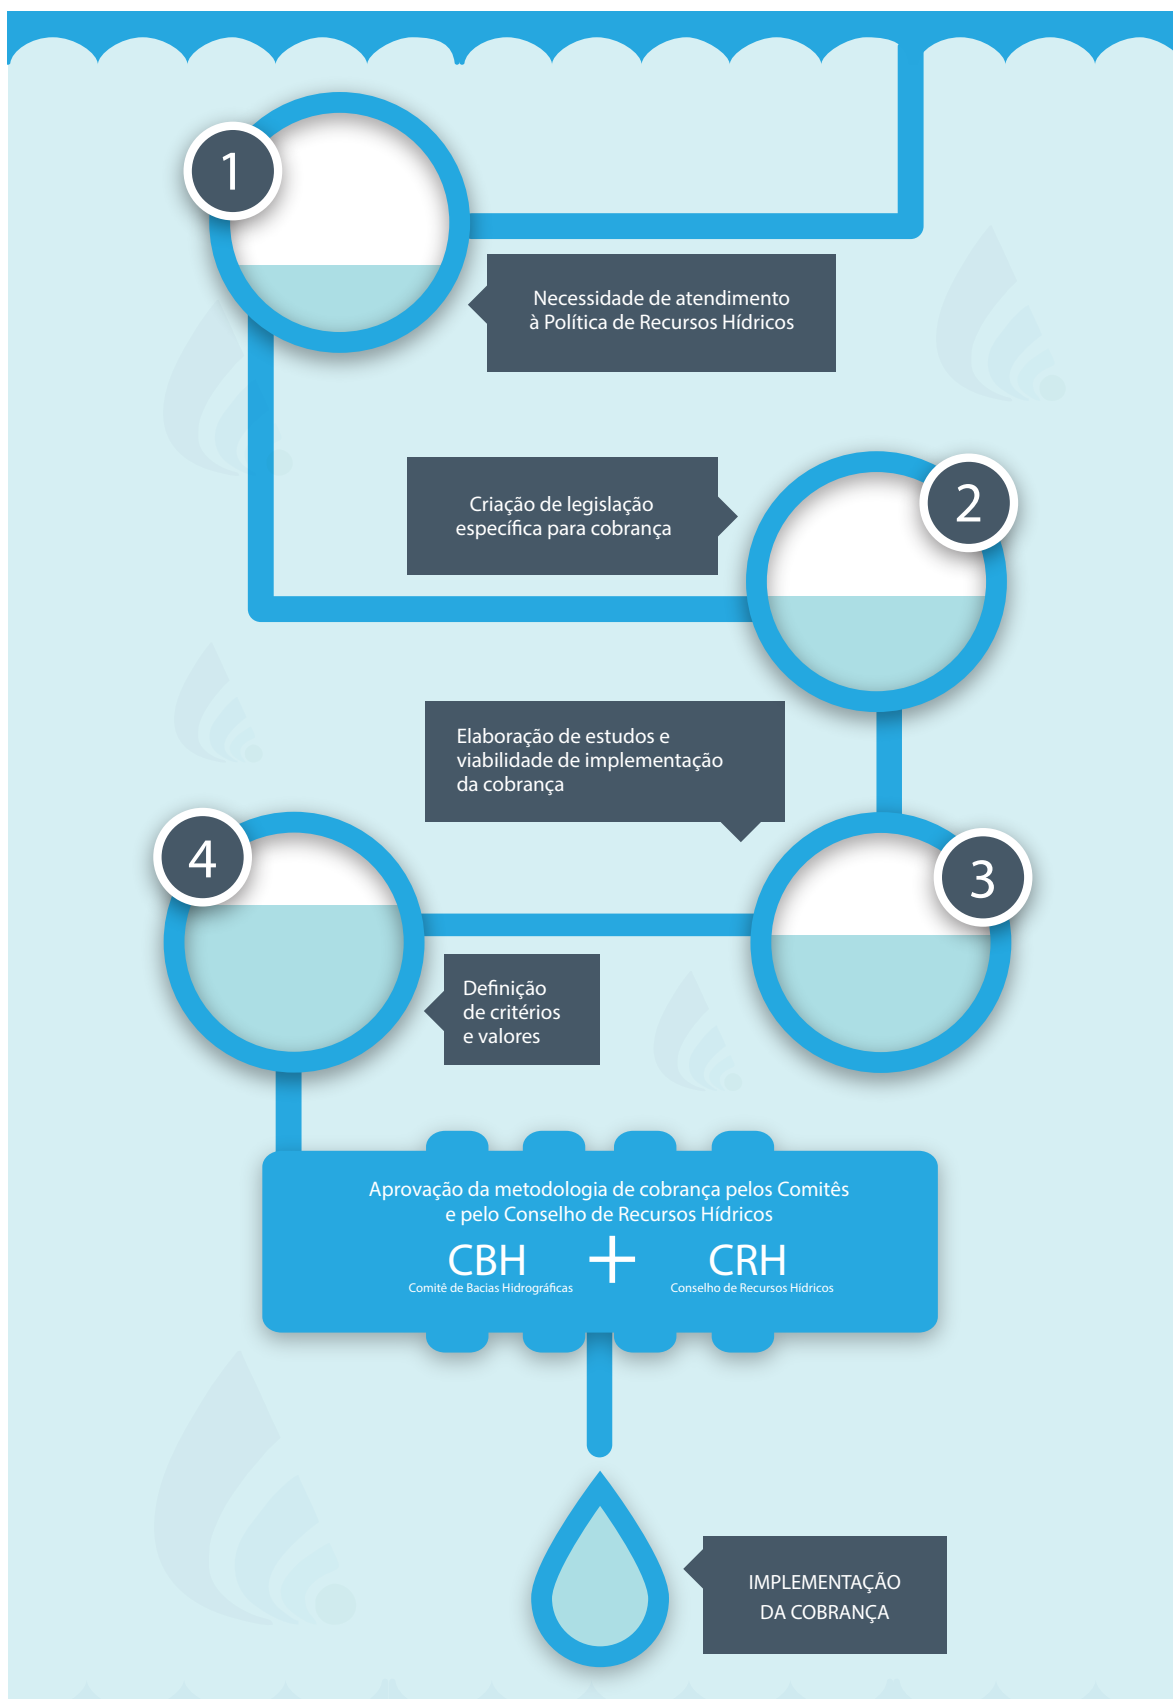 1
Necessidade de atendimento
à Política de Recursos Hídricos
2
Criação de legislação
específica para cobrança
Elaboração de estudos e
viabilidade de implementação
da cobrança
3
4
Definição
de critérios
e valores
Aprovação da metodologia de cobrança pelos Comitês
e pelo Conselho de Recursos Hídricos
CBH + CRH
Comitê de Bacias Hidrográficas Conselho de Recursos Hídricos
IMPLEMENTAÇÃO
DA COBRANÇA